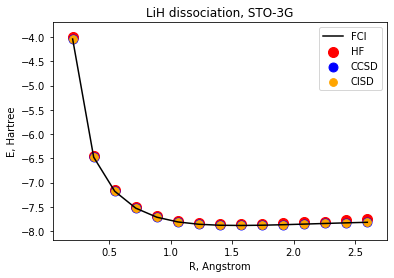 LiH dissociation, STO-3G
FCI
HF
CCSD
CISD
E, Hartree
−4.0
−4.5
−5.0
−5.5
−6.0
−6.5
−7.0
−7.5
−8.0
0.5 1.0 1.5 2.0 2.5
R, Angstrom